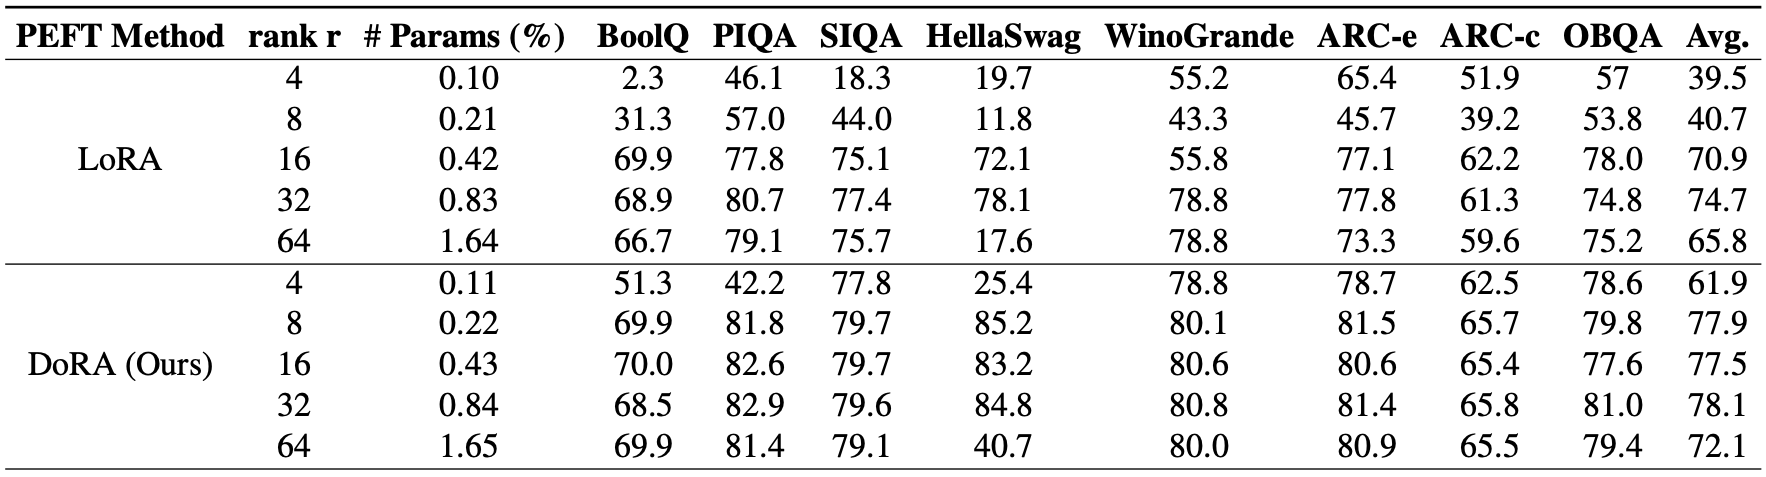 PEFT Method rank r # Params (%) BoolQ PIQA SIQA HellaSwag WinoGrande ARC-e ARC-c OBQA Avg.
4 0.10 2.3 46.1 18.3 19.7 55.2 65.4 51.9 57 39.5
8 0.21 31.3 57.0 44.0 11.8 43.3 45.7 39.2 53.8 40.7
LoRA 16 0.42 69.9 77.8 75.1 72.1 55.8 77.1 62.2 78.0 70.9
32 0.83 68.9 80.7 77.4 78.1 78.8 77.8 61.3 74.8 74.7
64 1.64 66.7 79.1 75.7 17.6 78.8 73.3 59.6 75.2 65.8
4 0.11 51.3 42.2 77.8 25.4 78.8 78.7 62.5 78.6 61.9
8 0.22 69.9 81.8 79.7 85.2 80.1 81.5 65.7 79.8 77.9
DoRA (Ours) 16 0.43 70.0 82.6 79.7 83.2 80.6 80.6 65.4 77.6 77.5
32 0.84 68.5 82.9 79.6 84.8 80.8 81.4 65.8 81.0 78.1
64 1.65 69.9 81.4 79.1 40.7 80.0 80.9 65.5 79.4 72.1